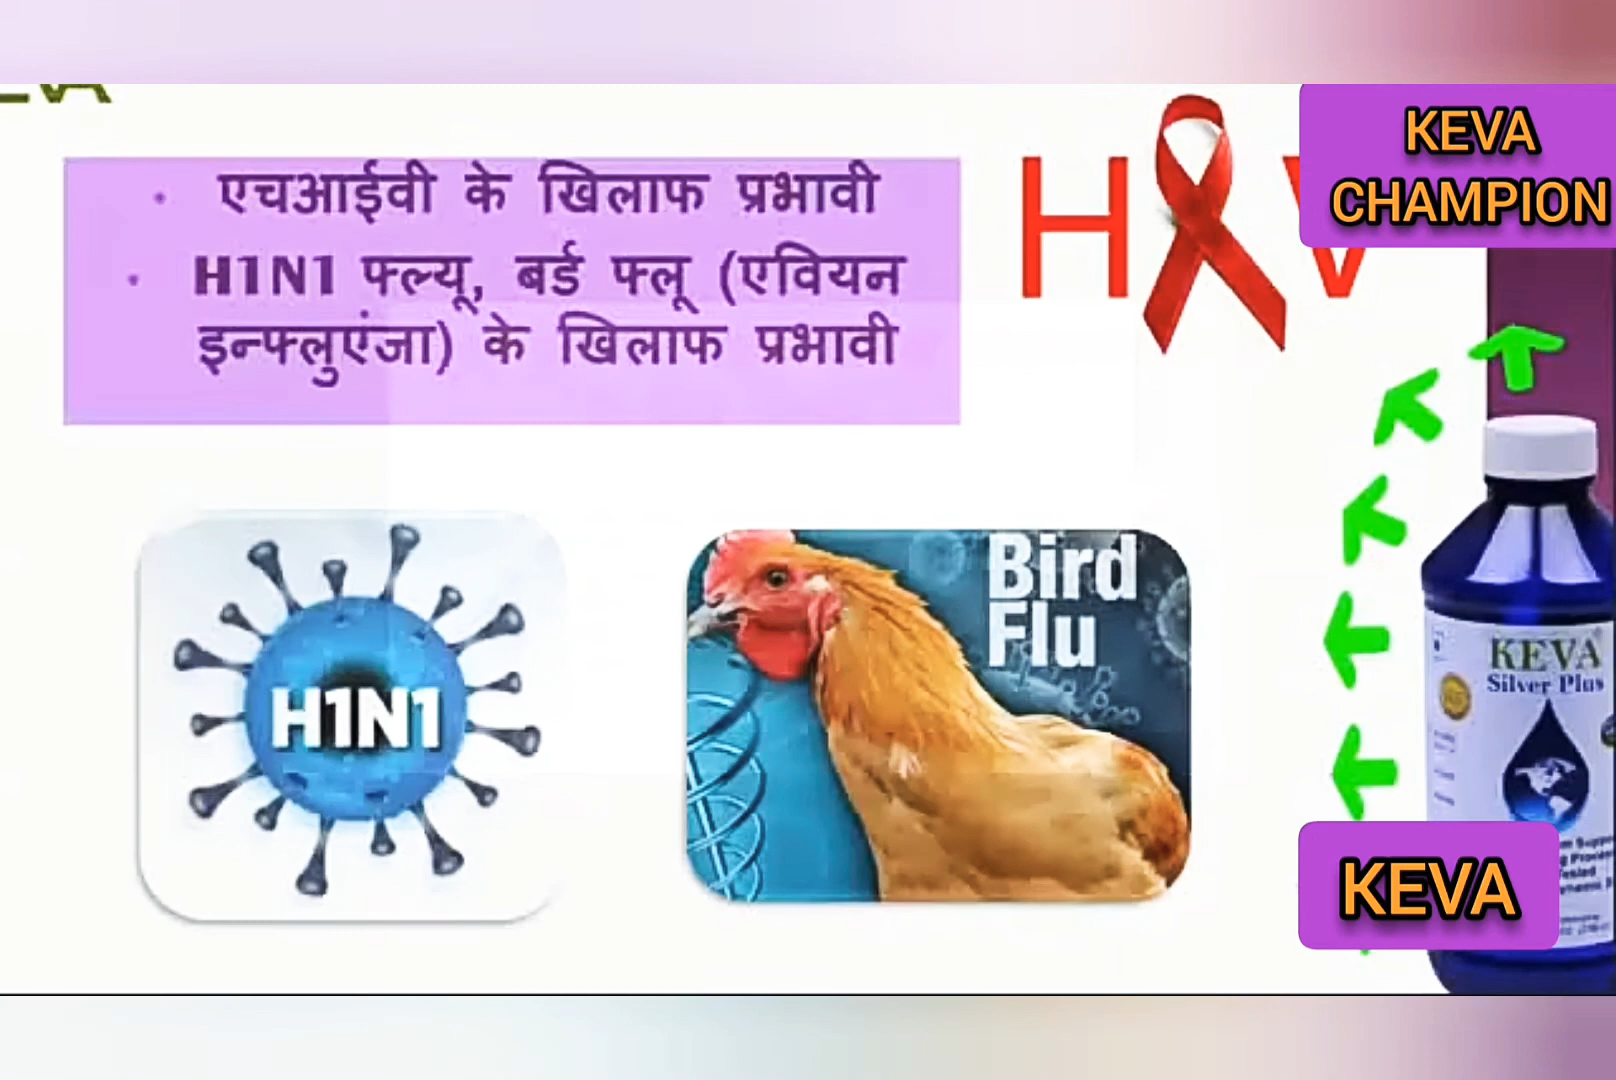 • एचआईवी के खिलाफ प्रभावी
• H1N1 फ्ल्यू, बर्ड फ्लू (एवियन
इन्फ्लुएंजा) के खिलाफ प्रभावी
H V
KEVA
CHAMPION
H1N1
Bird
Flu
KEVA
Silver Plus
KEVA